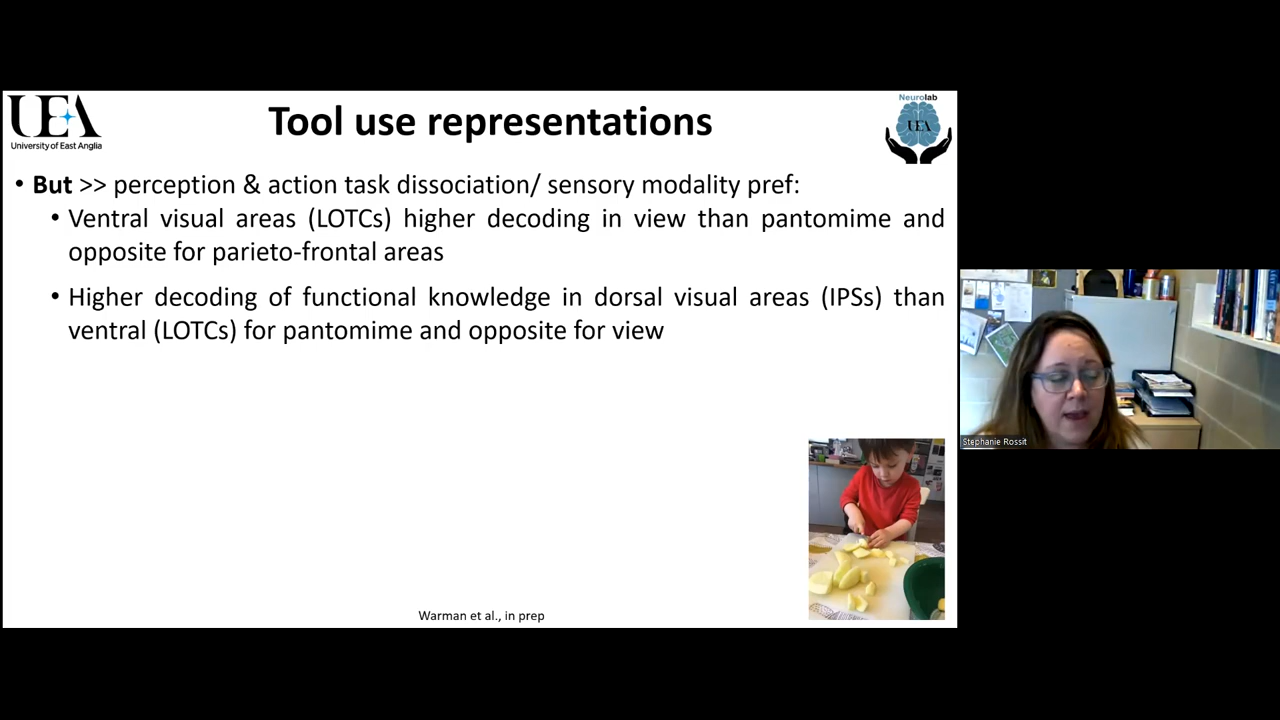 UEA
University of East Anglia
Tool use representations
Neurolab
UEA
• But >> perception & action task dissociation/ sensory modality pref:
• Ventral visual areas (LOTCs) higher decoding in view than pantomime and
opposite for parieto-frontal areas
• Higher decoding of functional knowledge in dorsal visual areas (IPSs) than
ventral (LOTCs) for pantomime and opposite for view
Warman et al., in prep
Stephanie Rossit